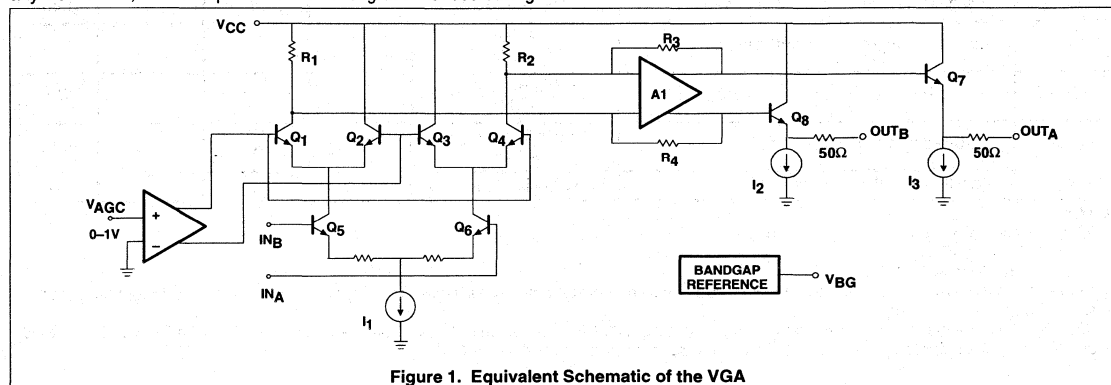 VCC
R1
R2
R3
A1
R4
Q7
Q8
OUTB
OUTA
50Ω
50Ω
I2
I3
Q1
Q2
Q3
Q4
VAGC
0–1V
+
–
INB
Q5
Q6
INA
I1
BANDGAP
REFERENCE
VBG
Figure 1. Equivalent Schematic of the VGA